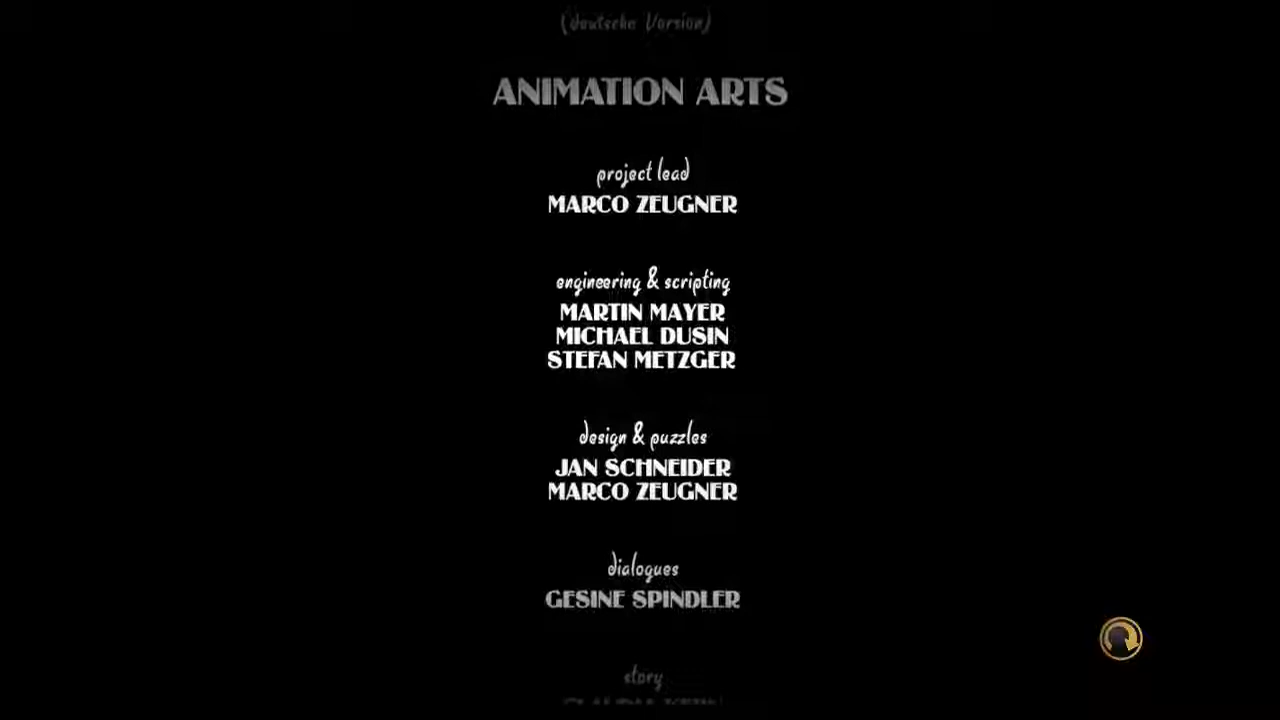 (deutsche Version)
ANIMATION ARTS
project lead
MARCO ZEUGNER
engineering & scripting
MARTIN MAYER
MICHAEL DUSIN
STEFAN METZGER
design & puzzles
JAN SCHNEIDER
MARCO ZEUGNER
dialogues
GESINE SPINDLER
story